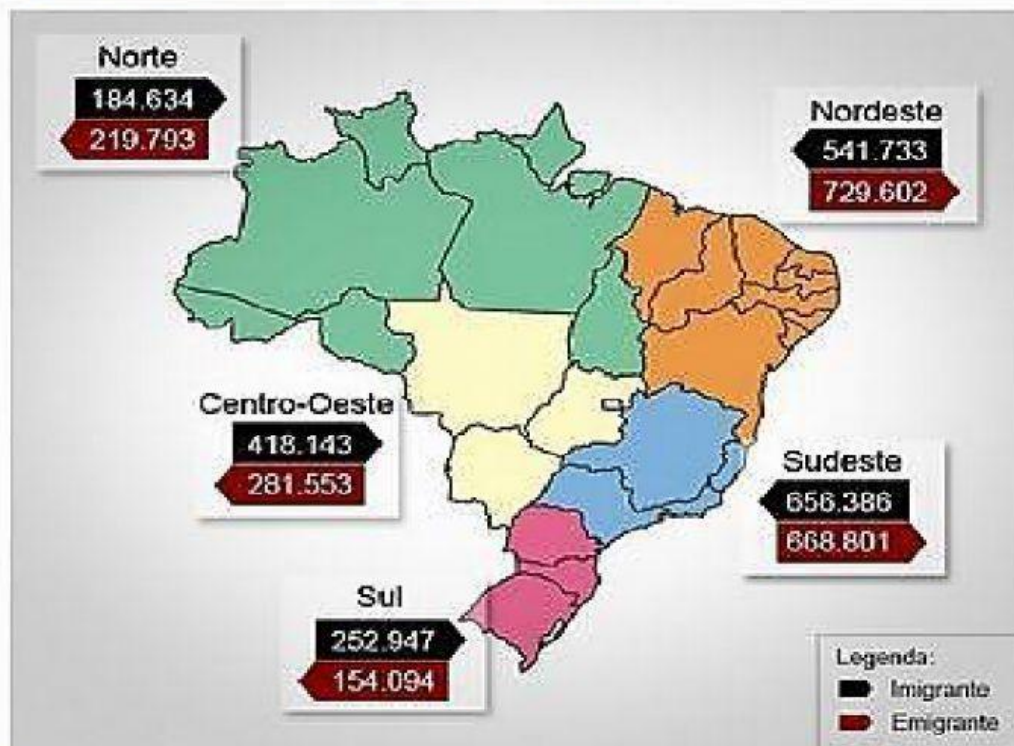 Norte
184.634
219.793
Nordeste
541.733
729.602
Centro-Oeste
418.143
281.553
Sudeste
656.386
668.801
Sul
252.947
154.094
Legenda:
Imigrante
Emigrante